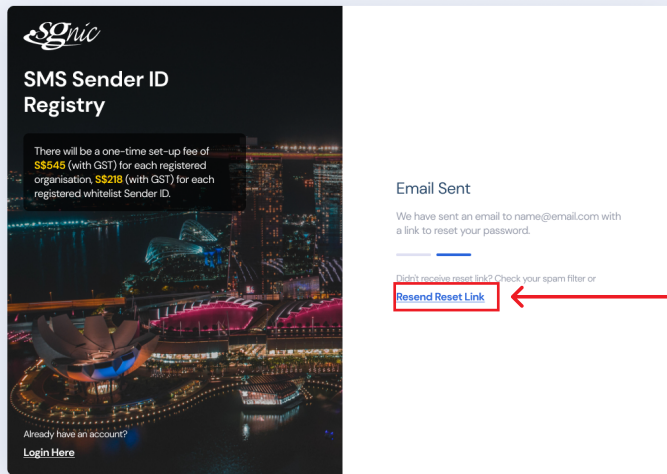 sgnic
SMS Sender ID
Registry
There will be a one-time set-up fee of
S$545 (with GST) for each registered
organisation, S$218 (with GST) for each
registered whitelist Sender ID.
Already have an account?
Login Here
Email Sent
We have sent an email to name@email.com with
a link to reset your password.
Didn't receive reset link? Check your spam filter or
Resend Reset Link